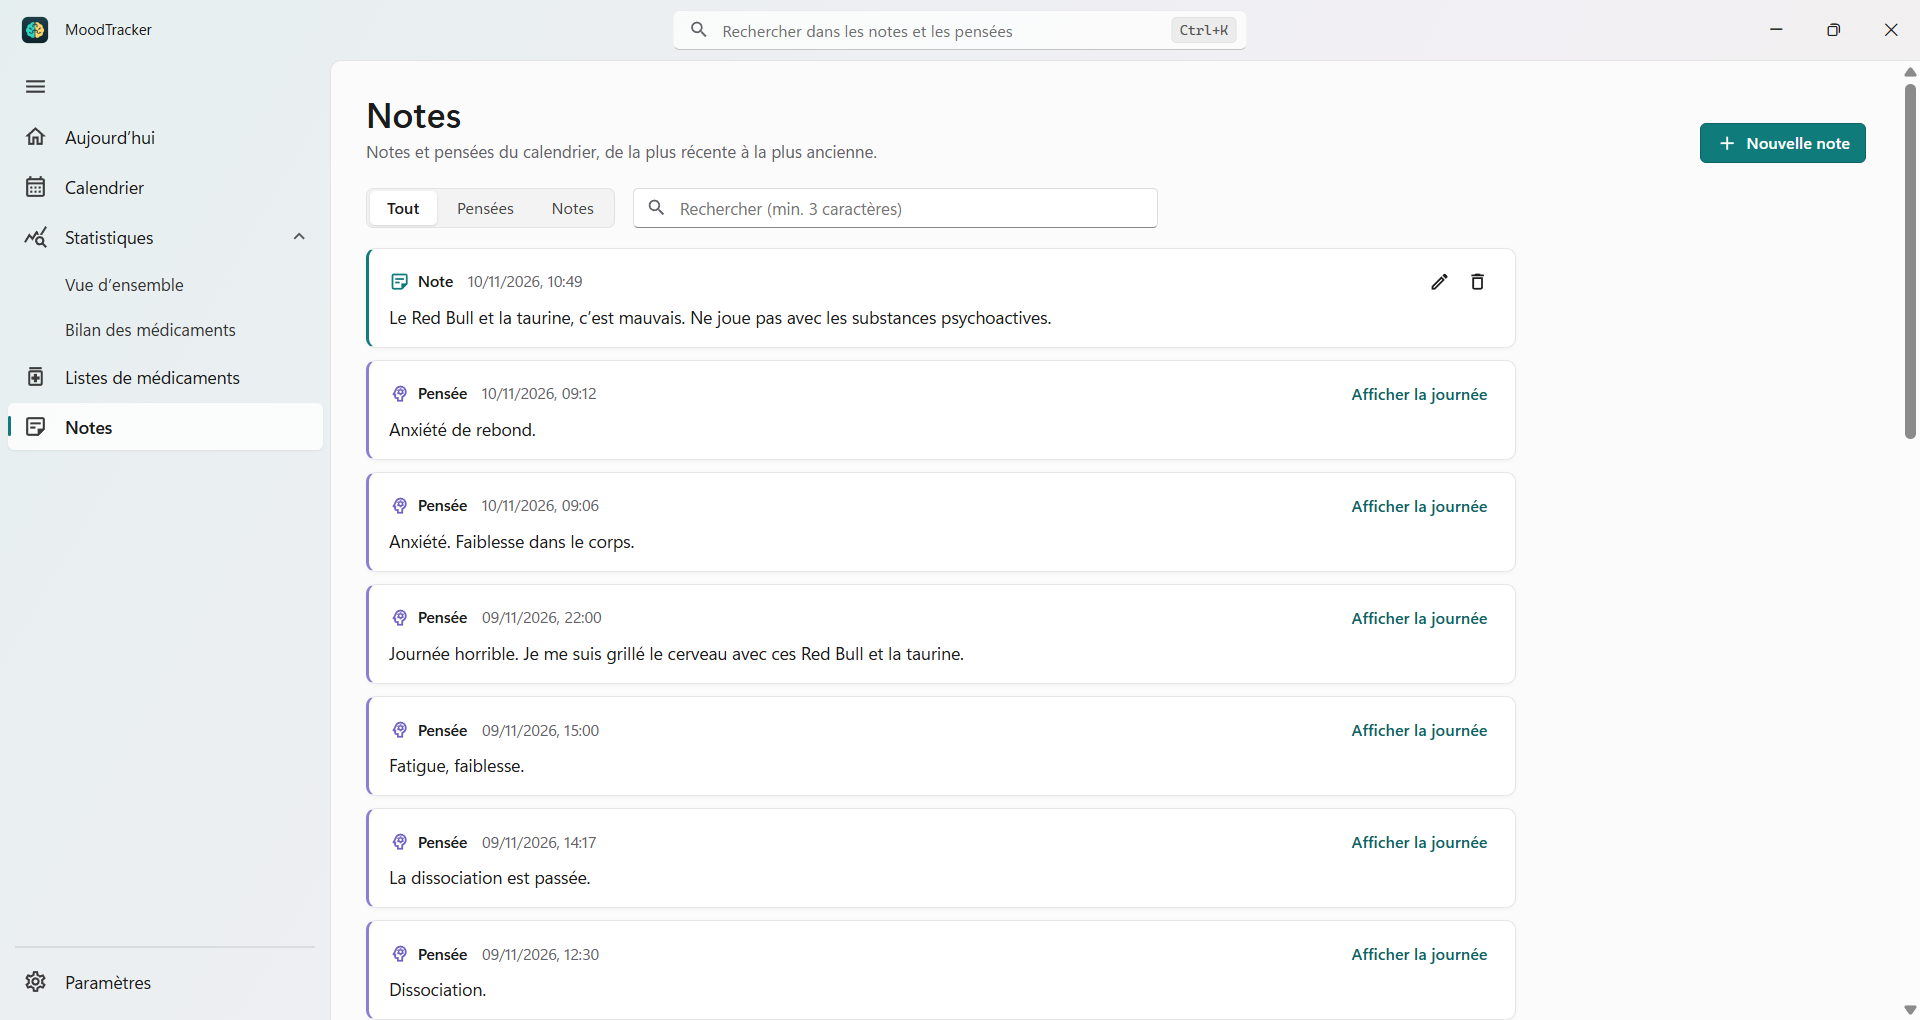 MoodTracker
Rechercher dans les notes et les pensées
Ctrl+K
Aujourd’hui
Calendrier
Statistiques
Vue d’ensemble
Bilan des médicaments
Listes de médicaments
Notes
Paramètres
Notes
Notes et pensées du calendrier, de la plus récente à la plus ancienne.
Nouvelle note
Tout
Pensées
Notes
Rechercher (min. 3 caractères)
Note 10/11/2026, 10:49
Le Red Bull et la taurine, c’est mauvais. Ne joue pas avec les substances psychoactives.
Pensée 10/11/2026, 09:12
Afficher la journée
Anxiété de rebond.
Pensée 10/11/2026, 09:06
Afficher la journée
Anxiété. Faiblesse dans le corps.
Pensée 09/11/2026, 22:00
Afficher la journée
Journée horrible. Je me suis grillé le cerveau avec ces Red Bull et la taurine.
Pensée 09/11/2026, 15:00
Afficher la journée
Fatigue, faiblesse.
Pensée 09/11/2026, 14:17
Afficher la journée
La dissociation est passée.
Pensée 09/11/2026, 12:30
Afficher la journée
Dissociation.